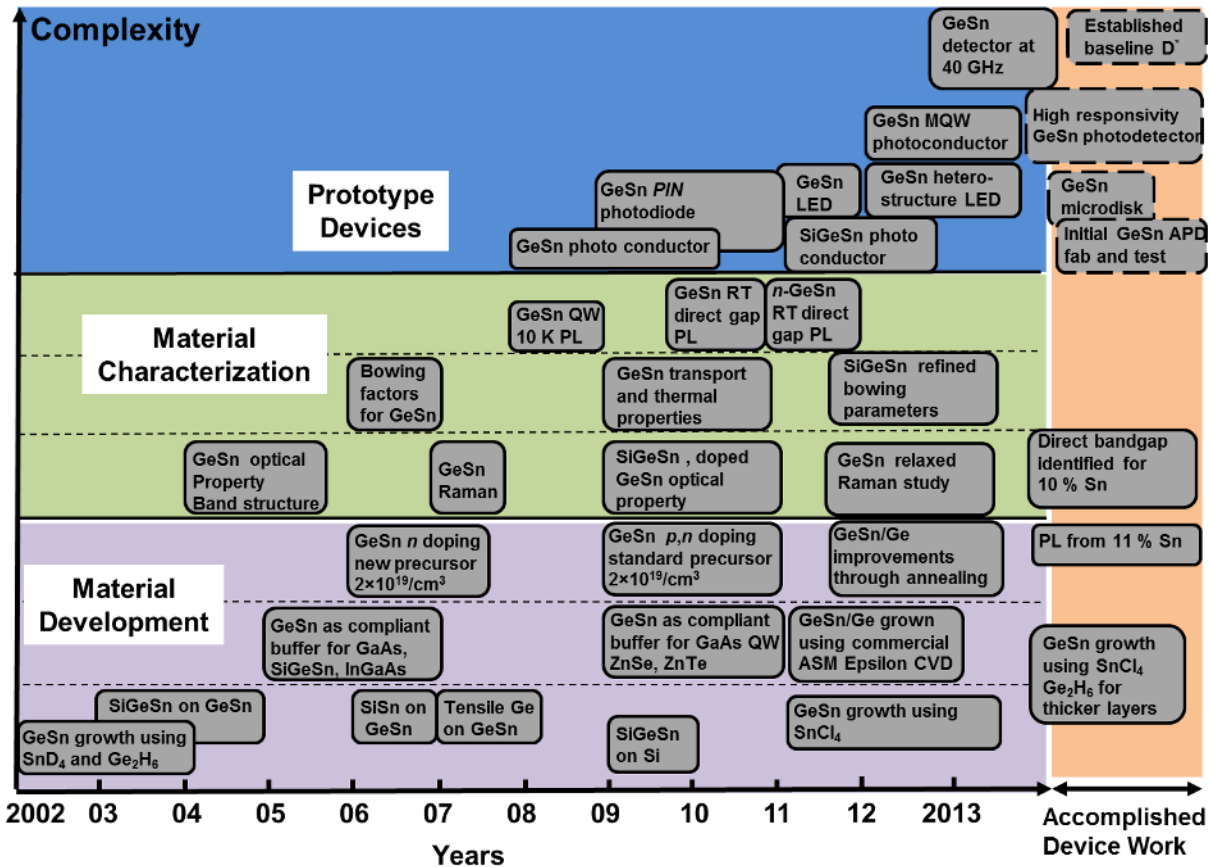 Complexity
GeSn
detector at
40 GHz
Established
baseline D*
High responsivity
GeSn photodetector
GeSn MQW
photoconductor
Prototype
Devices
GeSn PIN
photodiode
GeSn
LED
GeSn hetero-
structure LED
GeSn
microdisk
GeSn photo conductor
SiGeSn photo
conductor
Initial GeSn APD
fab and test
Material
Characterization
GeSn QW
10 K PL
GeSn RT
direct gap
PL
n-GeSn
RT direct
gap PL
Bowing
factors
for GeSn
GeSn transport
and thermal
properties
SiGeSn refined
bowing
parameters
GeSn optical
Property
Band structure
GeSn
Raman
SiGeSn , doped
GeSn optical
property
GeSn relaxed
Raman study
Direct bandgap
identified for
10 % Sn
Material
Development
GeSn n doping
new precursor
2×10¹⁹/cm³
GeSn p,n doping
standard precursor
2×10¹⁹/cm³
GeSn/Ge
improvements
through annealing
PL from 11 % Sn
GeSn as compliant
buffer for GaAs,
SiGeSn, InGaAs
GeSn as compliant
buffer for GaAs QW
ZnSe, ZnTe
GeSn/Ge grown
using commercial
ASM Epsilon CVD
GeSn growth
using SnCl₄
Ge₂H₆ for
thicker layers
SiGeSn on GeSn
GeSn growth using
SnD₄ and Ge₂H₆
SiSn on
GeSn
Tensile Ge
on GeSn
SiGeSn
on Si
GeSn growth using
SnCl₄
2002 03 04 05 06 07 08 09 10 11 12 2013
Years
Accomplished
Device Work